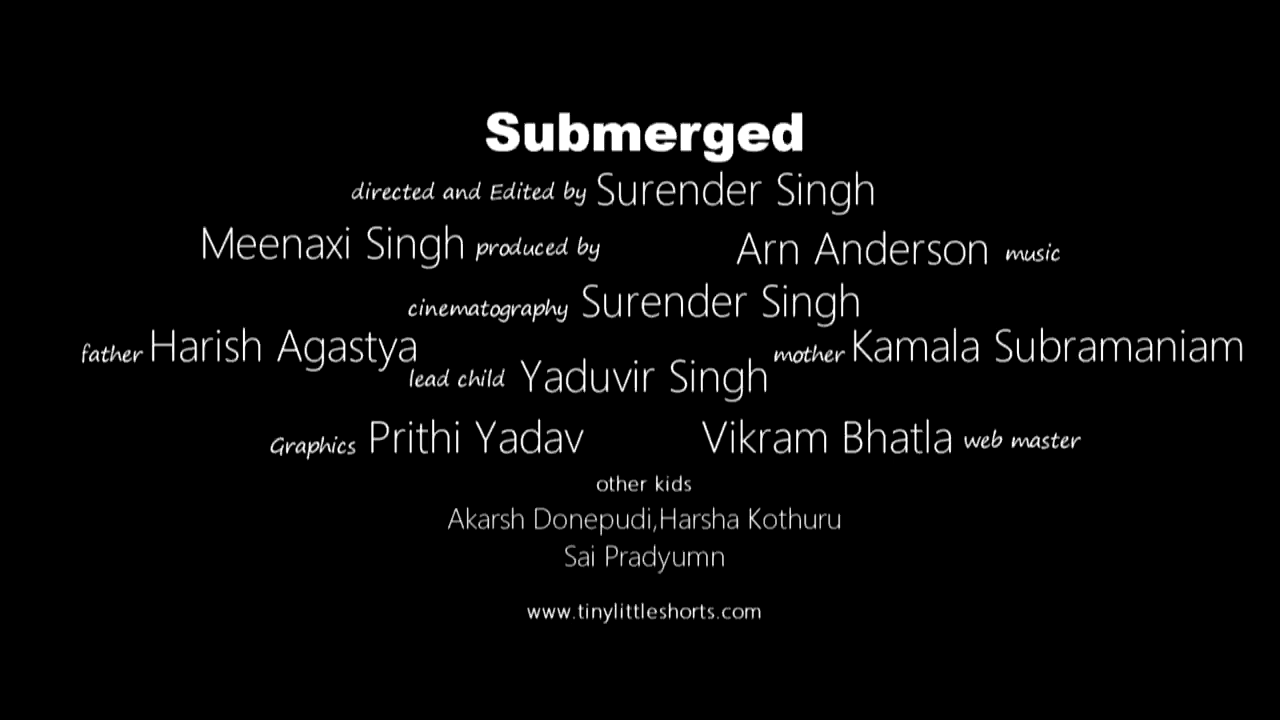 Submerged
directed and Edited by Surender Singh
Meenaxi Singh produced by Arn Anderson music
cinematography Surender Singh
father Harish Agastya mother Kamala Subramaniam
lead child Yaduvir Singh
Graphics Prithi Yadav Vikram Bhatla web master
other kids
Akarsh Donepudi,Harsha Kothuru
Sai Pradyumn
www.tinylittleshorts.com